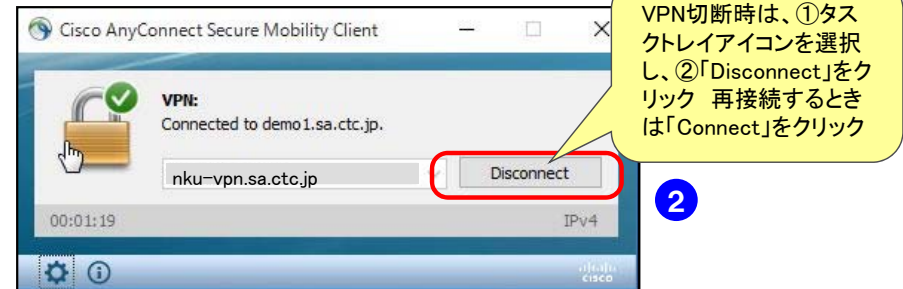 Cisco AnyConnect Secure Mobility Client
VPN切断時は、①タス
クトレイアイコンを選択
し、②「Disconnect」をク
リック 再接続するとき
は「Connect」をクリック
VPN:
Connected to demo1.sa.ctc.jp.
nku-vpn.sa.ctc.jp
Disconnect
2
00:01:19
IPv4
cisco